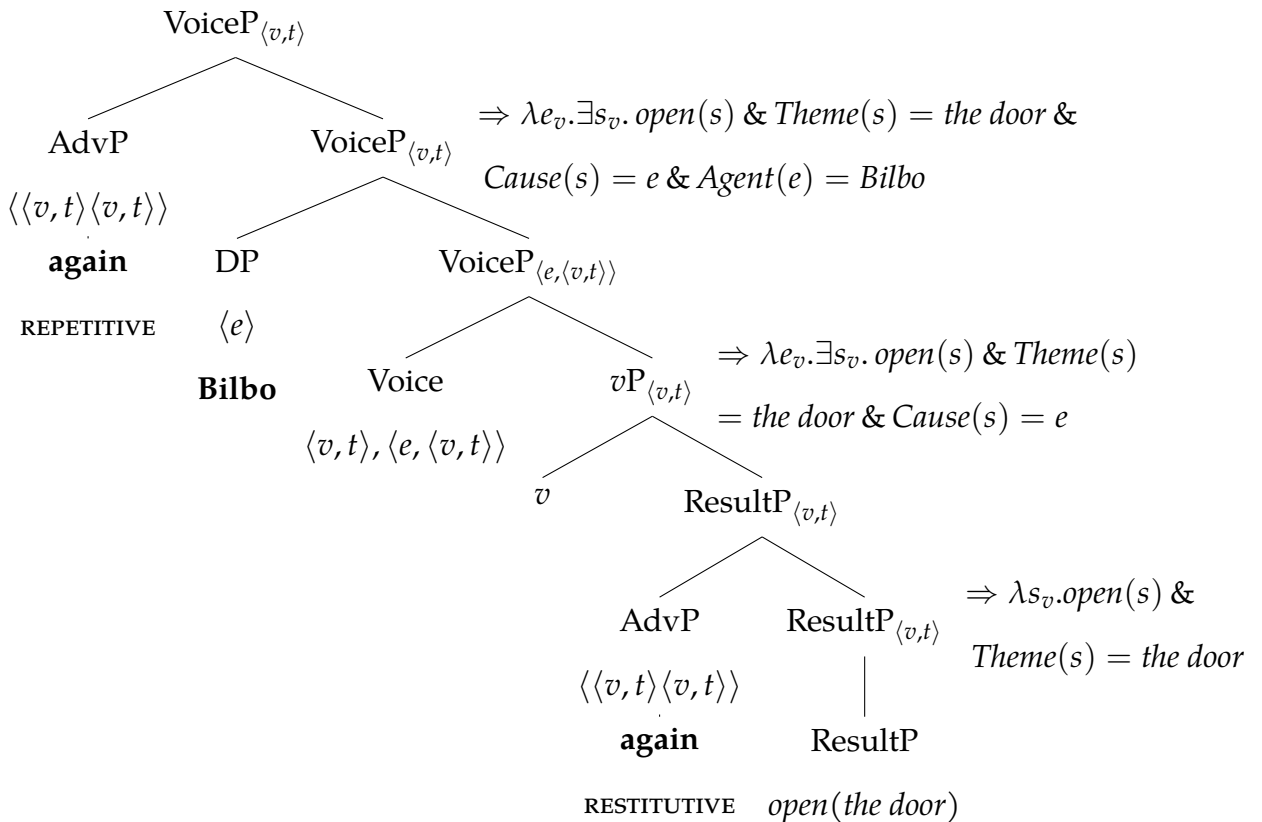 VoiceP⟨v,t⟩
AdvP VoiceP⟨v,t⟩ ⇒ λe_v.∃s_v. open(s) & Theme(s) = the door &
Cause(s) = e & Agent(e) = Bilbo
⟨⟨v, t⟩⟨v, t⟩⟩
again DP VoiceP⟨e,⟨v,t⟩⟩
REPETITIVE ⟨e⟩
Bilbo Voice vP⟨v,t⟩ ⇒ λe_v.∃s_v. open(s) & Theme(s)
= the door & Cause(s) = e
⟨v, t⟩, ⟨e, ⟨v, t⟩⟩
v ResultP⟨v,t⟩
AdvP ResultP⟨v,t⟩ ⇒ λs_v.open(s) &
Theme(s) = the door
⟨⟨v, t⟩⟨v, t⟩⟩
again ResultP
RESTITUTIVE open(the door)